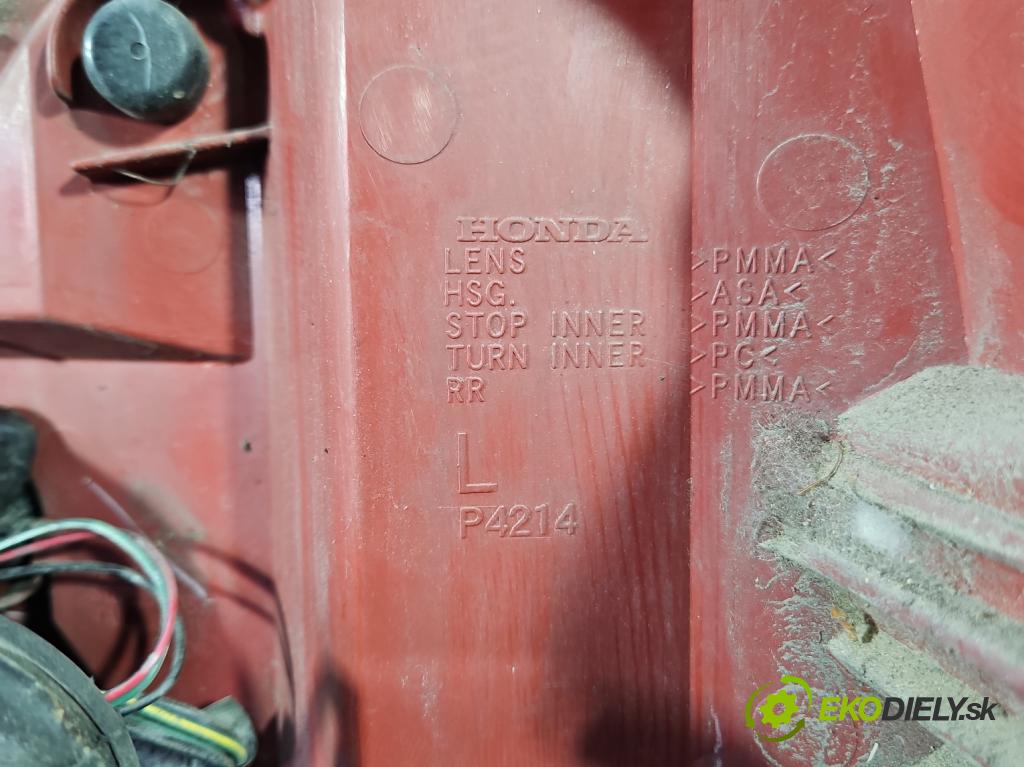 HONDA
LENS >PMMA<
HSG. >ASA<
STOP INNER >PMMA<
TURN INNER >PC<
RR >PMMA<
L
P4214
EKODIELY.sk